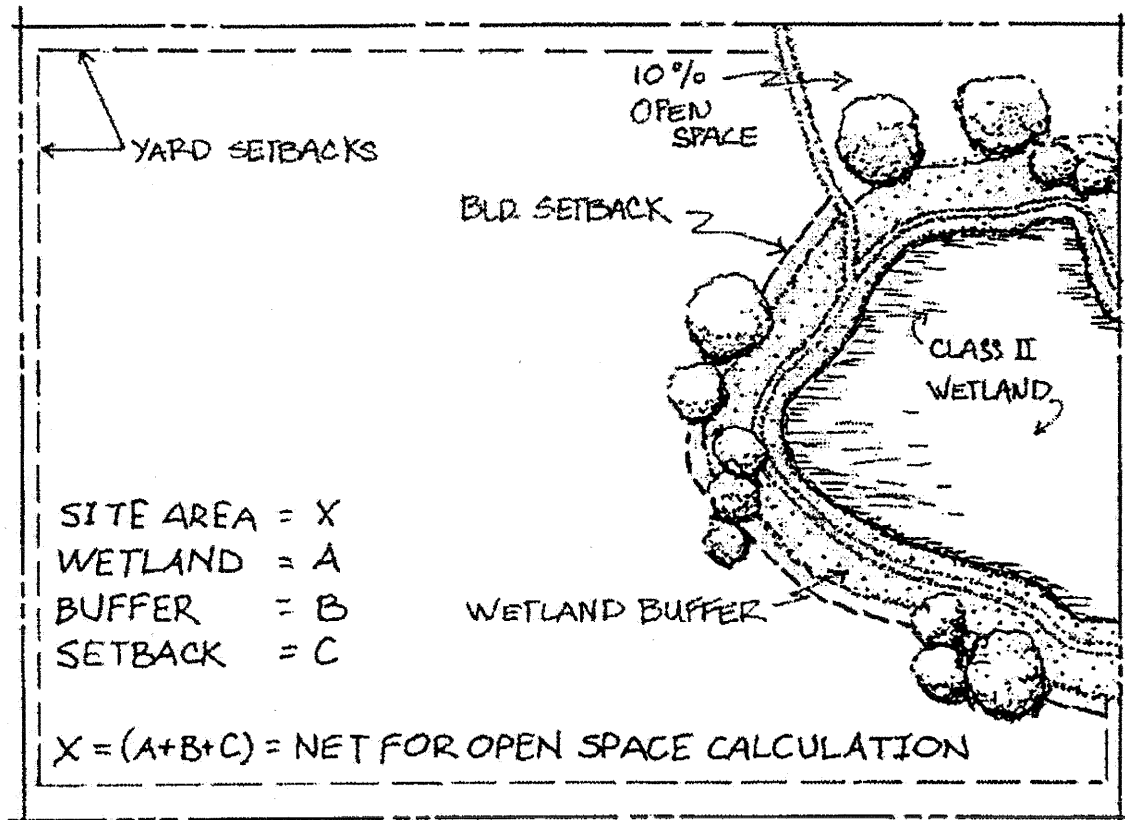 10%
OPEN
SPACE
YARD SETBACKS
BLD. SETBACK
CLASS II
WETLAND
SITE AREA = X
WETLAND = A
BUFFER = B
SETBACK = C
WETLAND BUFFER
X = (A+B+C) = NET FOR OPEN SPACE CALCULATION